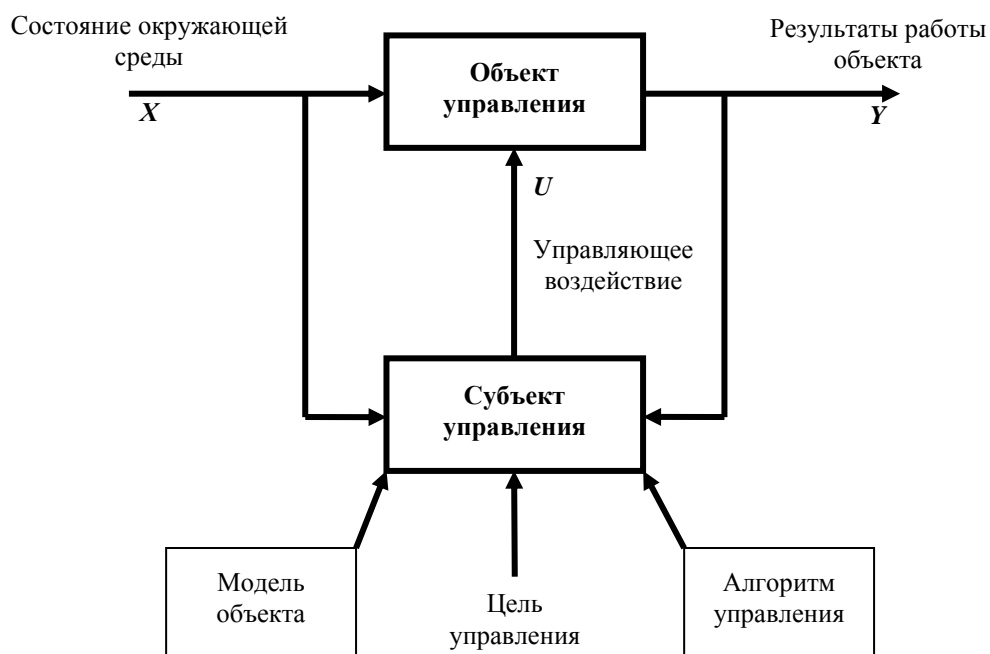 Состояние окружающей
среды
Результаты работы
объекта
Объект
управления
X
Y
U
Управляющее
воздействие
Субъект
управления
Модель
объекта
Цель
управления
Алгоритм
управления